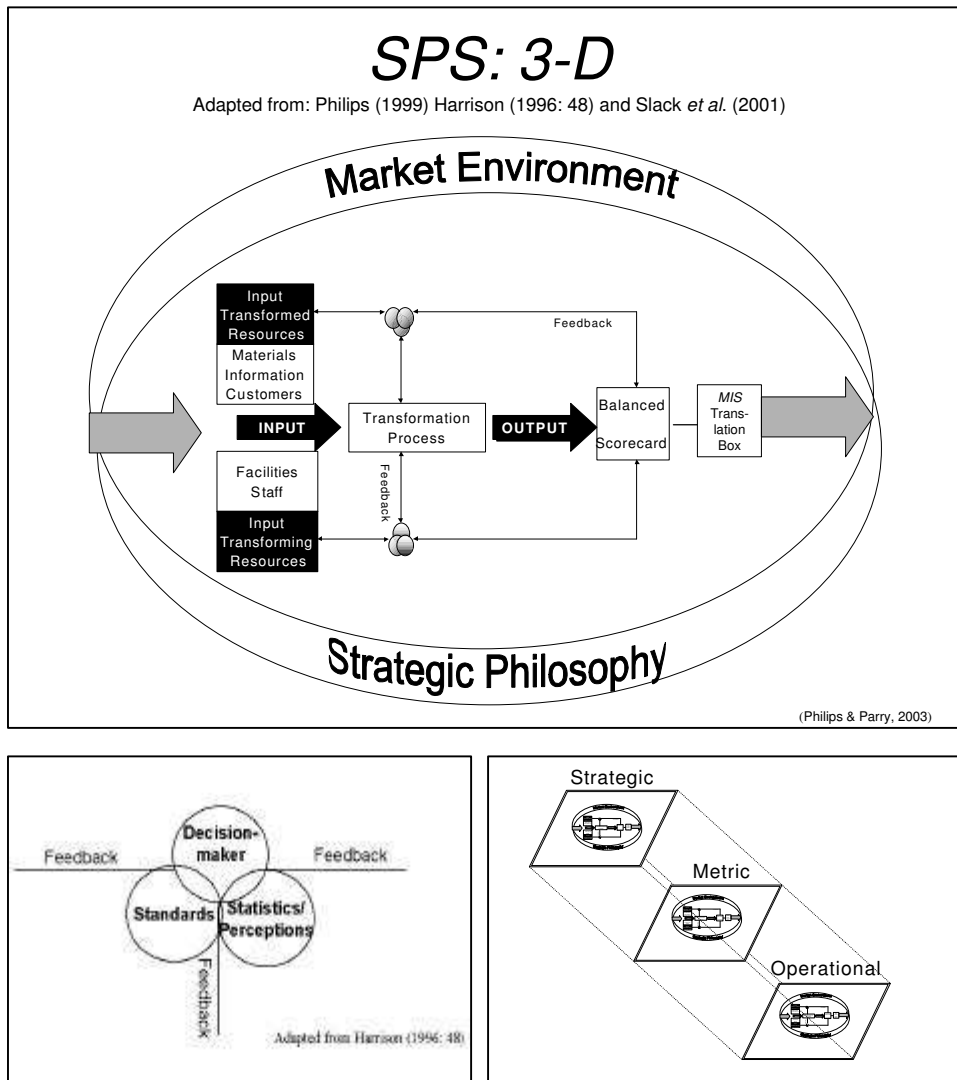 SPS: 3-D
Adapted from: Philips (1999) Harrison (1996: 48) and Slack et al. (2001)
Market Environment
Input
Transformed
Resources
Materials
Information
Customers
Feedback
INPUT
Transformation
Process
OUTPUT
Balanced
Scorecard
MIS
Trans-
lation
Box
Facilities
Staff
Input
Transforming
Resources
Feedback
Strategic Philosophy
(Philips & Parry, 2003)
Decision-
maker
Feedback
Feedback
Standards
Statistics/
Perceptions
Feedback
Adapted from Harrison (1996: 48)
Strategic
Metric
Operational